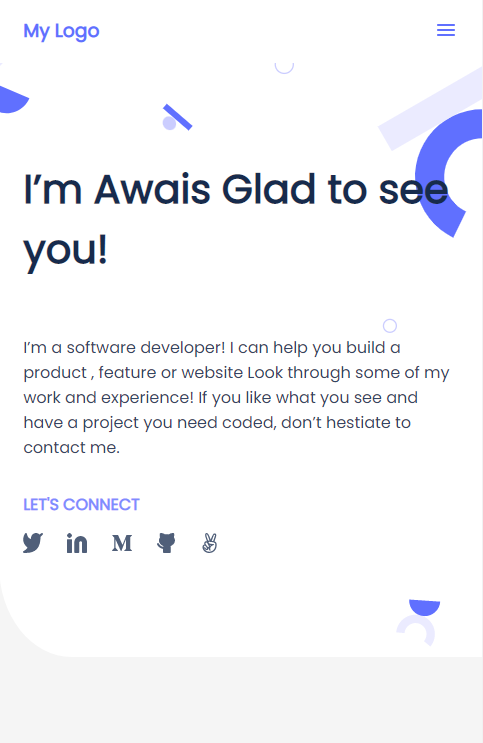 My Logo
I’m Awais Glad to see
you!
I’m a software developer! I can help you build a
product , feature or website Look through some of my
work and experience! If you like what you see and
have a project you need coded, don’t hestiate to
contact me.
LET'S CONNECT